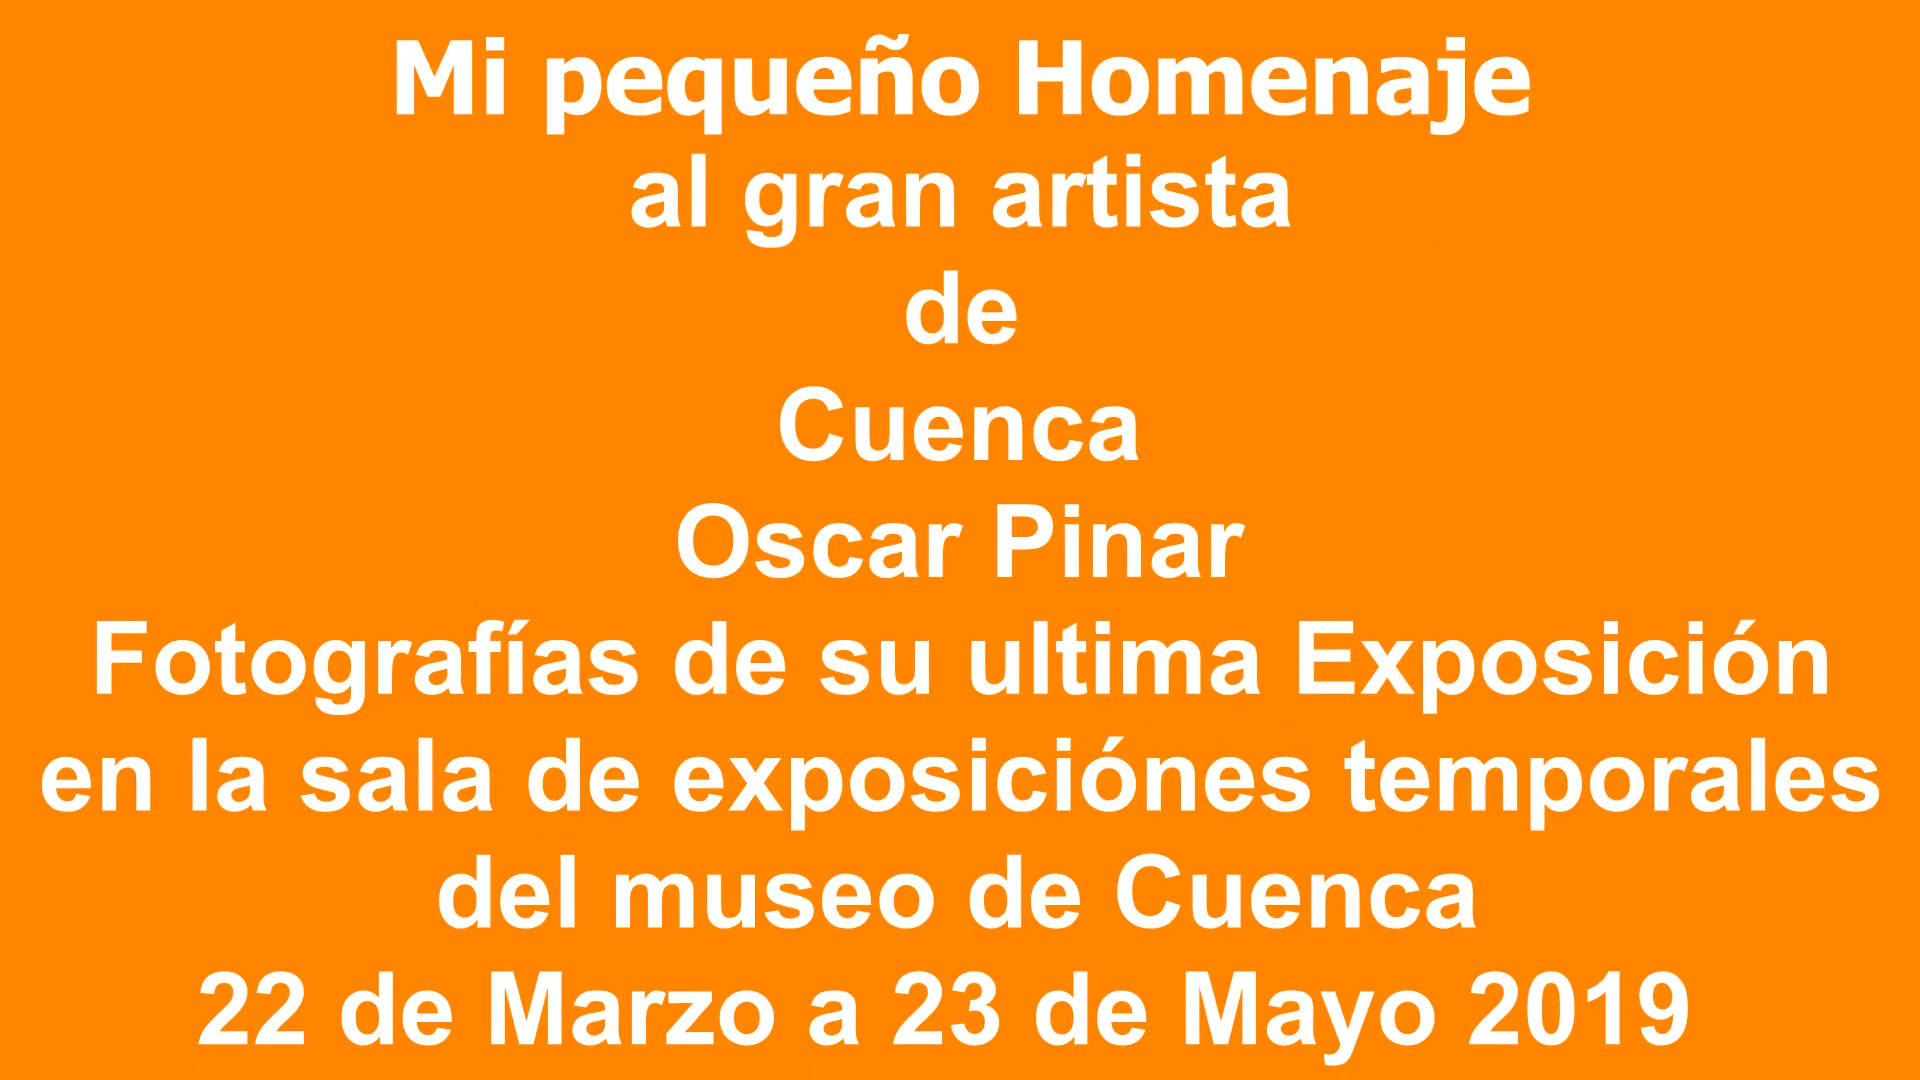 Mi pequeño Homenaje
al gran artista
de
Cuenca
Oscar Pinar
Fotografías de su ultima Exposición
en la sala de exposiciónes temporales
del museo de Cuenca
22 de Marzo a 23 de Mayo 2019